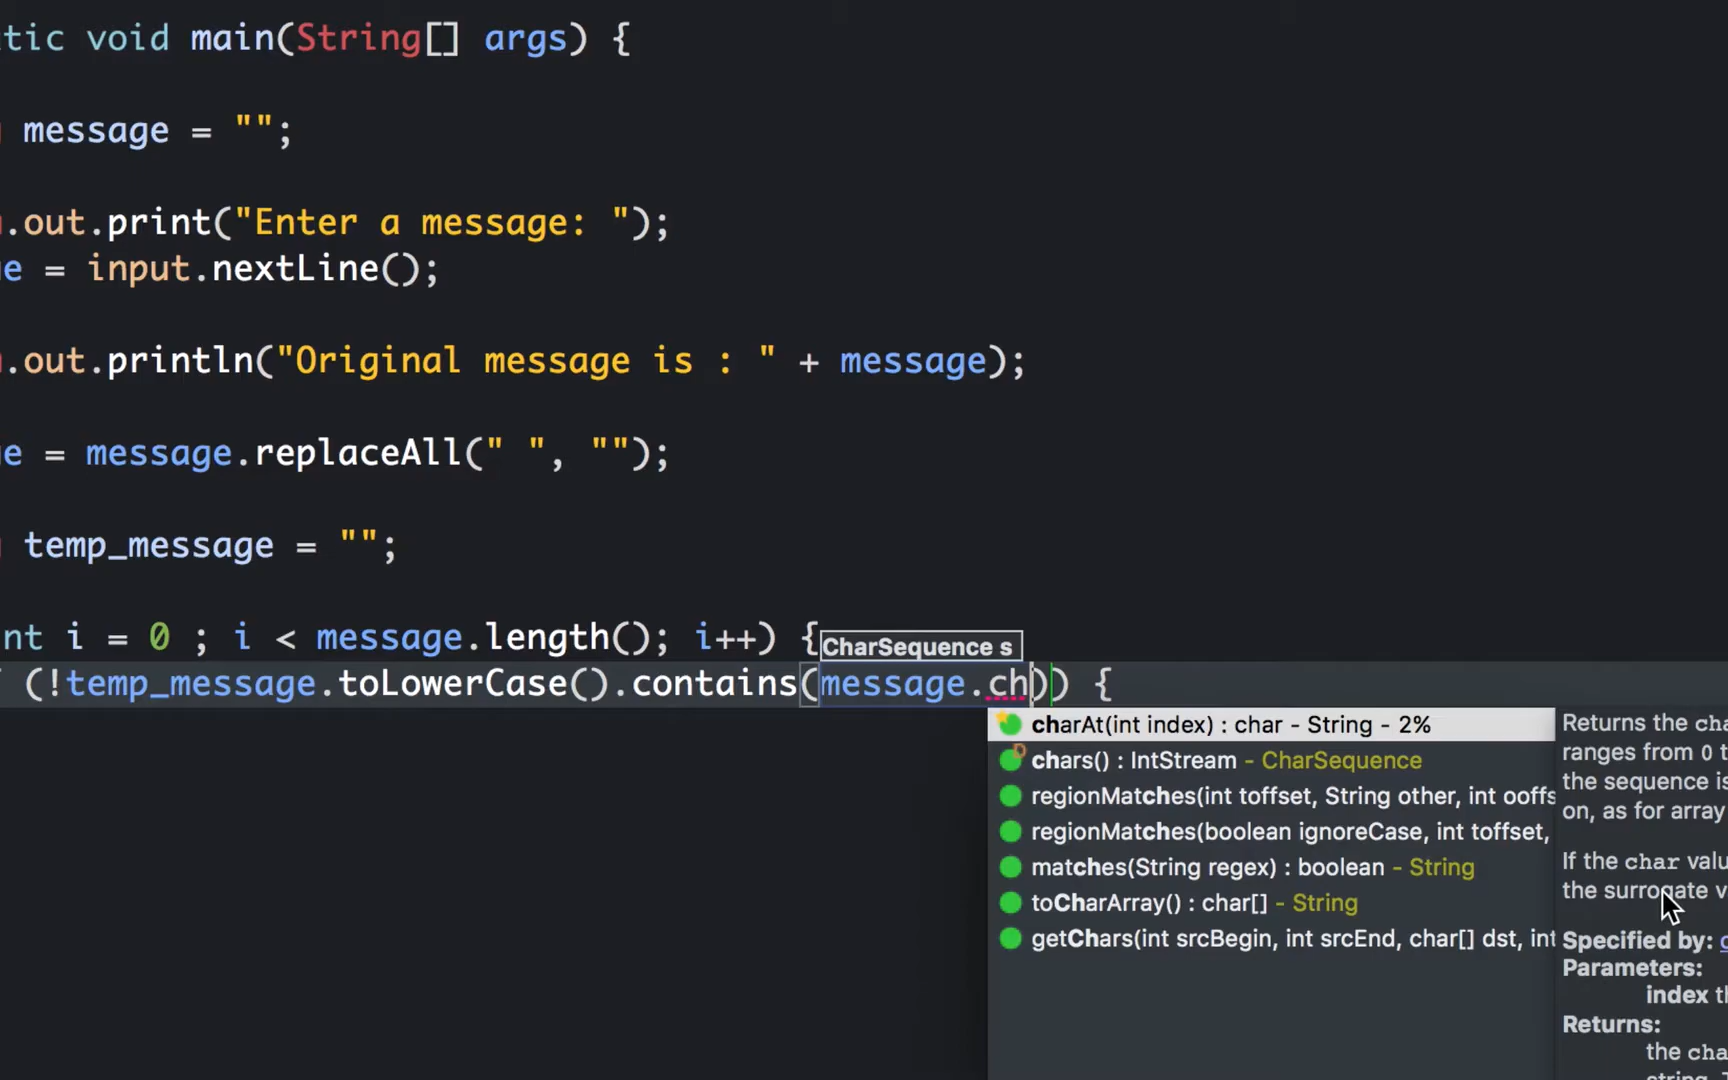 tic void main(String[] args) {
message = "";
.out.print("Enter a message: ");
e = input.nextLine();
.out.println("Original message is : " + message);
e = message.replaceAll(" ", "");
temp_message = "";
nt i = 0 ; i < message.length(); i++) {
CharSequence s
(!temp_message.toLowerCase().contains(message.ch)) {
charAt(int index) : char - String - 2%
chars() : IntStream - CharSequence
regionMatches(int toffset, String other, int ooffs
regionMatches(boolean ignoreCase, int toffset,
matches(String regex) : boolean - String
toCharArray() : char[] - String
getChars(int srcBegin, int srcEnd, char[] dst, int
Returns the cha
ranges from 0 t
the sequence is
on, as for array
If the char valu
the surrogate v
Specified by:
Parameters:
index th
Returns:
the cha